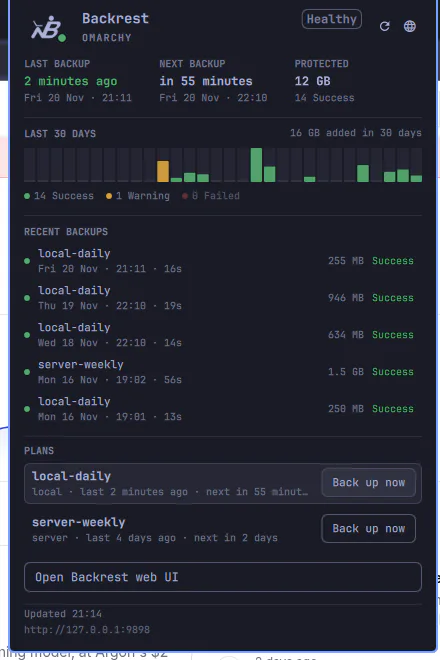 Backrest
OMARCHY
Healthy
LAST BACKUP
2 minutes ago
Fri 20 Nov · 21:11
NEXT BACKUP
in 55 minutes
Fri 20 Nov · 22:10
PROTECTED
12 GB
14 Success
LAST 30 DAYS
16 GB added in 30 days
14 Success
1 Warning
0 Failed
RECENT BACKUPS
local-daily
Fri 20 Nov · 21:11 · 16s
255 MB Success
local-daily
Thu 19 Nov · 22:10 · 19s
946 MB Success
local-daily
Wed 18 Nov · 22:10 · 14s
634 MB Success
server-weekly
Mon 16 Nov · 19:02 · 56s
1.5 GB Success
local-daily
Mon 16 Nov · 19:01 · 13s
250 MB Success
PLANS
local-daily
local · last 2 minutes ago · next in 55 minut…
Back up now
server-weekly
server · last 4 days ago · next in 2 days
Back up now
Open Backrest web UI
Updated 21:14
http://127.0.0.1:9898